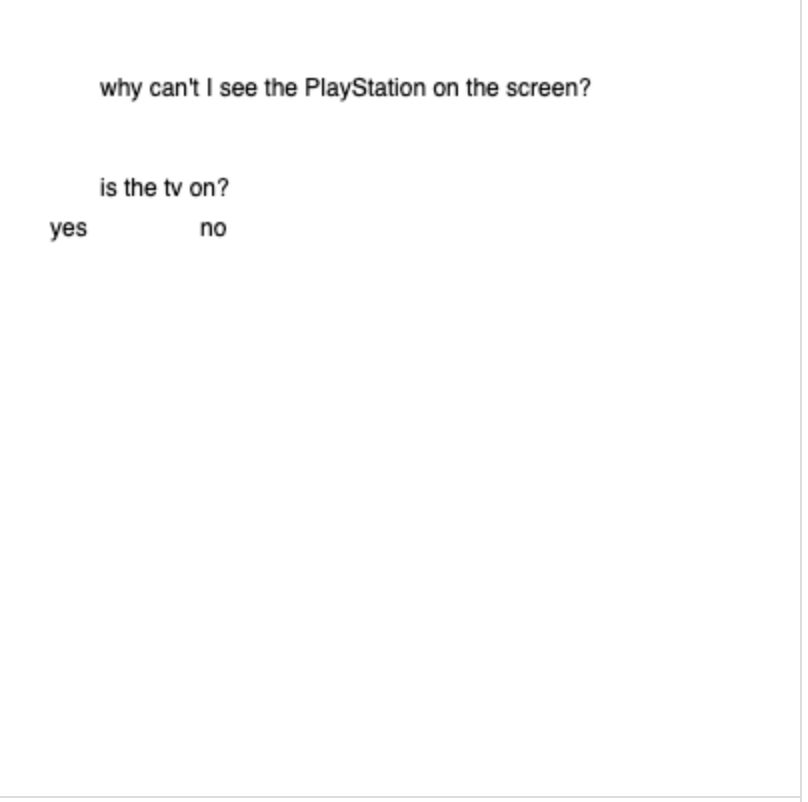 why can't I see the PlayStation on the screen?
is the tv on?
yes no